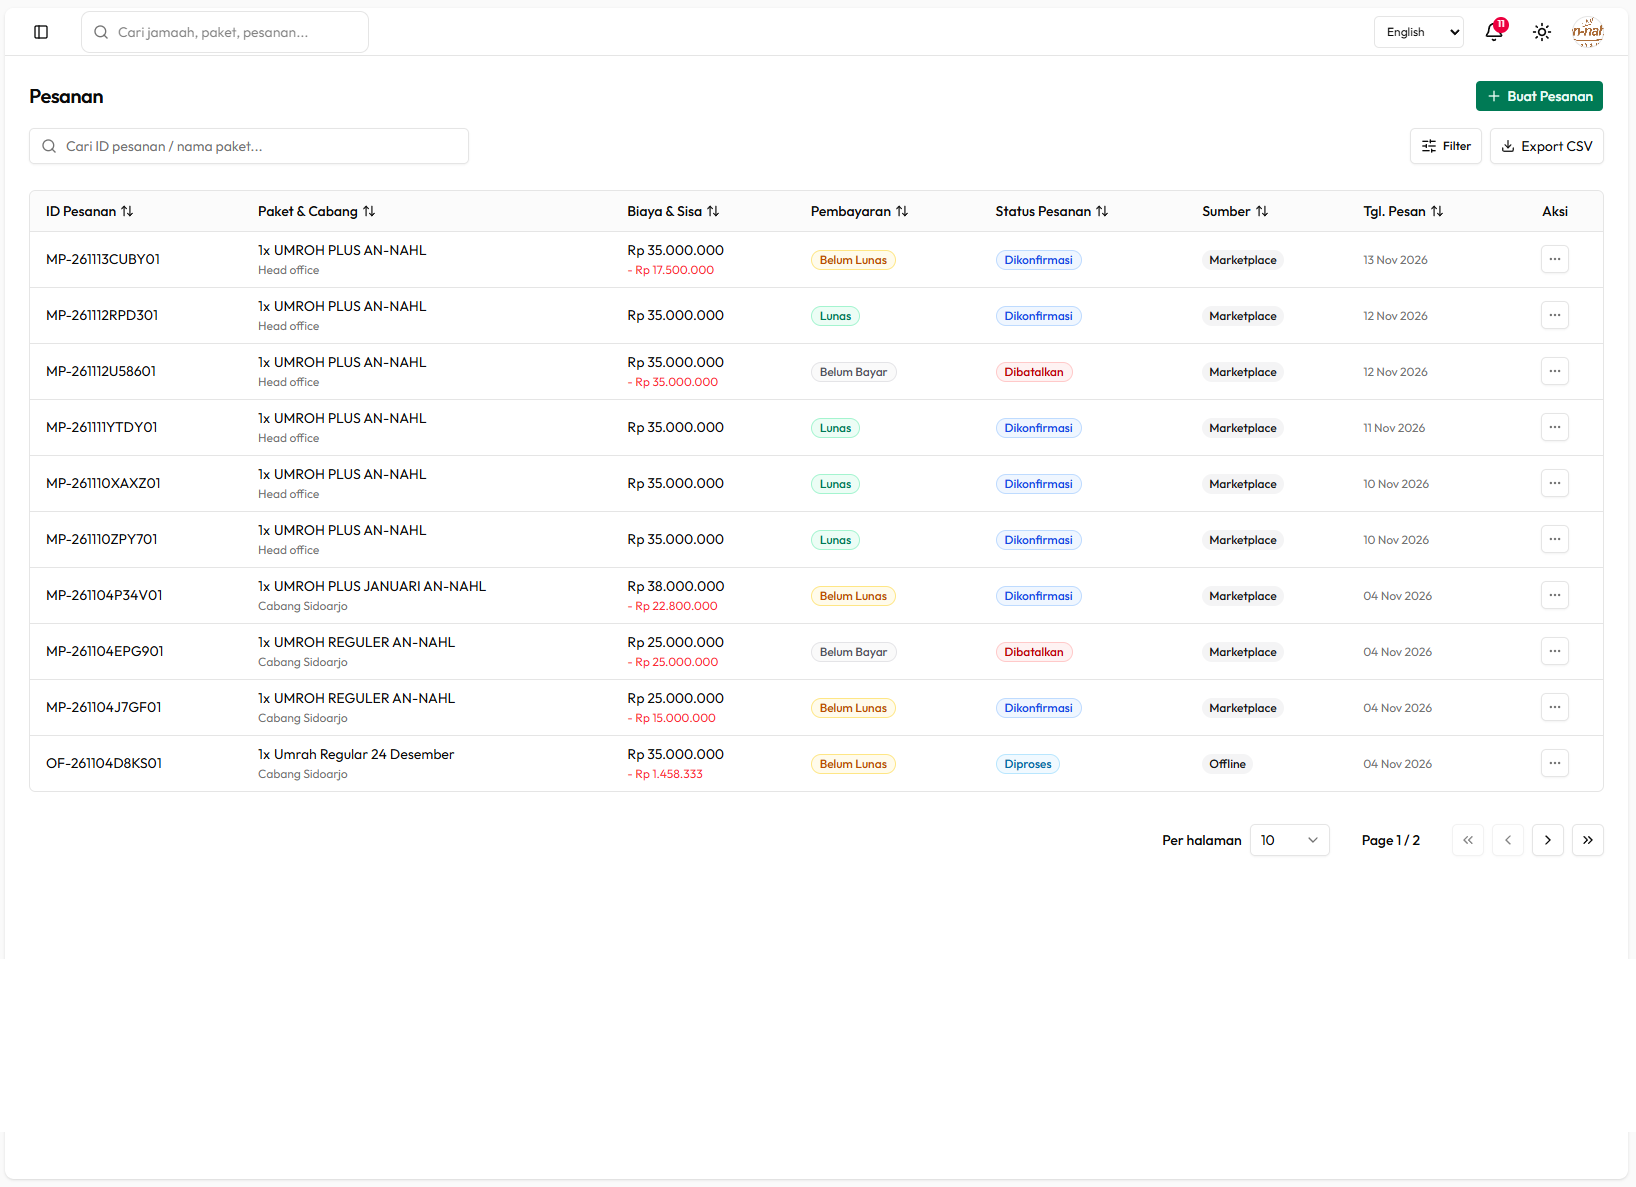 Cari jamaah, paket, pesanan...
English
11
n-nah
Pesanan
Buat Pesanan
Cari ID pesanan / nama paket...
Filter
Export CSV
ID Pesanan Paket & Cabang Biaya & Sisa Pembayaran Status Pesanan Sumber Tgl. Pesan Aksi
MP-261113CUBY01 1x UMROH PLUS AN-NAHL Rp 35.000.000 Belum Lunas Dikonfirmasi Marketplace 13 Nov 2026
Head office - Rp 17.500.000
MP-261112RPD301 1x UMROH PLUS AN-NAHL Rp 35.000.000 Lunas Dikonfirmasi Marketplace 12 Nov 2026
Head office
MP-261112U58601 1x UMROH PLUS AN-NAHL Rp 35.000.000 Belum Bayar Dibatalkan Marketplace 12 Nov 2026
Head office - Rp 35.000.000
MP-261111YTDY01 1x UMROH PLUS AN-NAHL Rp 35.000.000 Lunas Dikonfirmasi Marketplace 11 Nov 2026
Head office
MP-261110XAXZ01 1x UMROH PLUS AN-NAHL Rp 35.000.000 Lunas Dikonfirmasi Marketplace 10 Nov 2026
Head office
MP-261110ZPY701 1x UMROH PLUS AN-NAHL Rp 35.000.000 Lunas Dikonfirmasi Marketplace 10 Nov 2026
Head office
MP-261104P34V01 1x UMROH PLUS JANUARI AN-NAHL Rp 38.000.000 Belum Lunas Dikonfirmasi Marketplace 04 Nov 2026
Cabang Sidoarjo - Rp 22.800.000
MP-261104EPG901 1x UMROH REGULER AN-NAHL Rp 25.000.000 Belum Bayar Dibatalkan Marketplace 04 Nov 2026
Cabang Sidoarjo - Rp 25.000.000
MP-261104J7GF01 1x UMROH REGULER AN-NAHL Rp 25.000.000 Belum Lunas Dikonfirmasi Marketplace 04 Nov 2026
Cabang Sidoarjo - Rp 15.000.000
OF-261104D8KS01 1x Umrah Regular 24 Desember Rp 35.000.000 Belum Lunas Diproses Offline 04 Nov 2026
Cabang Sidoarjo - Rp 1.458.333
Per halaman 10 Page 1 / 2